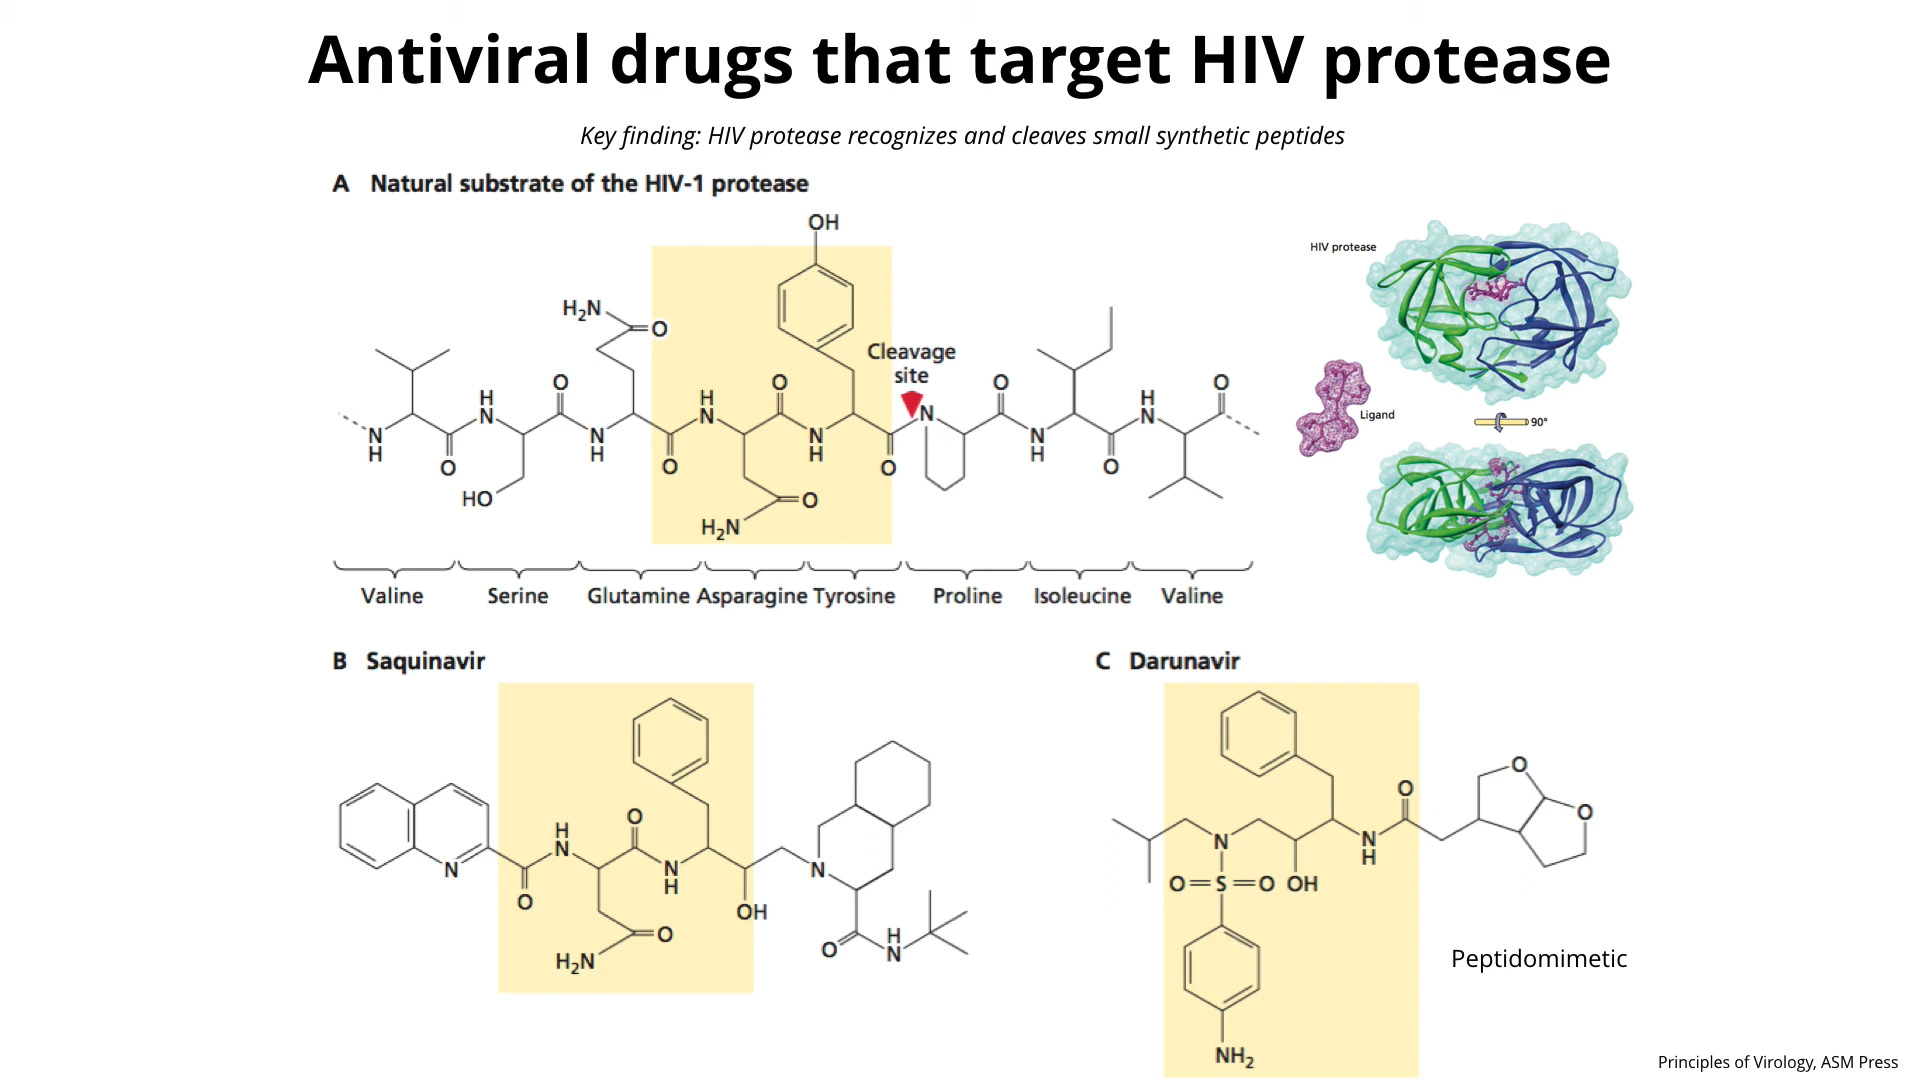 Antiviral drugs that target HIV protease
Key finding: HIV protease recognizes and cleaves small synthetic peptides
A Natural substrate of the HIV-1 protease
OH
H₂N
O
Cleavage
site
O
H
N
O
H
N
O
H
N
O
N
H
O
HO
N
H
O
N
H
O
N
N
H
O
O
H₂N
Valine Serine Glutamine Asparagine Tyrosine Proline Isoleucine Valine
HIV protease
Ligand
90°
B Saquinavir
N
O
H
N
O
N
H
OH
O
H₂N
N
O
H
N
C Darunavir
O
O
O
N
N
H
O=S=O OH
NH₂
Peptidomimetic
Principles of Virology, ASM Press